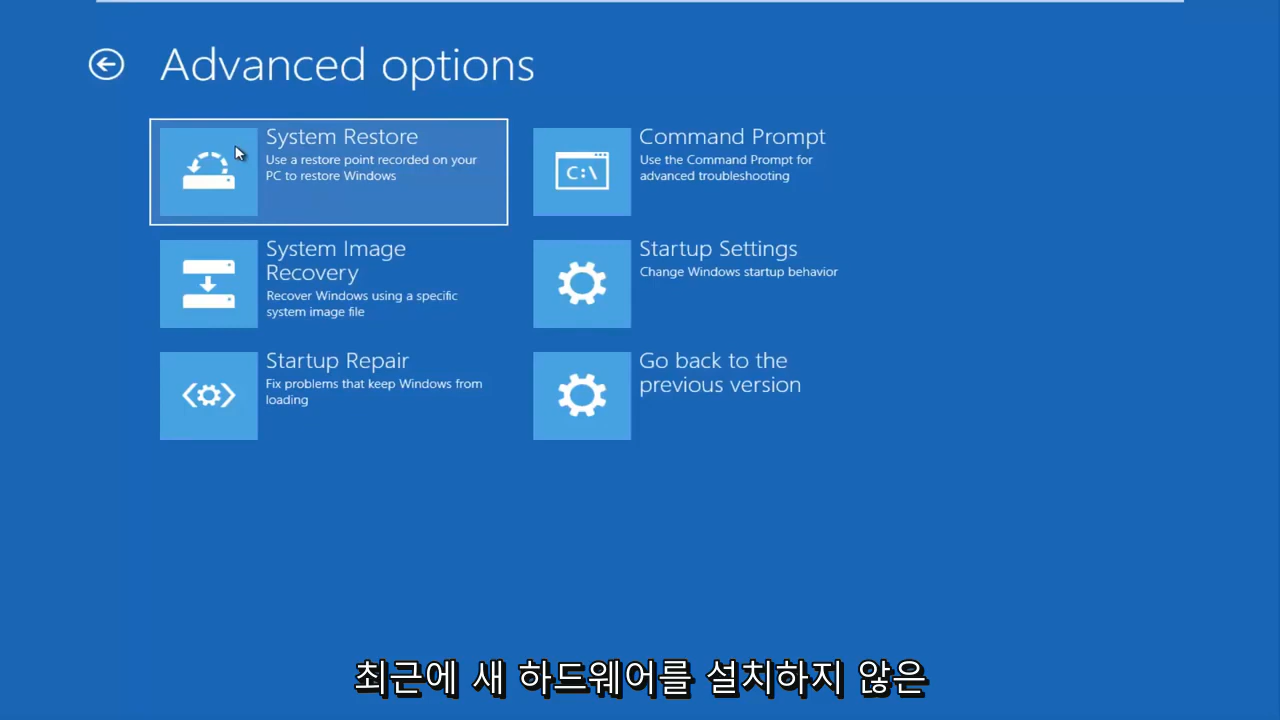 Advanced options
System Restore
Use a restore point recorded on your
PC to restore Windows
Command Prompt
Use the Command Prompt for
advanced troubleshooting
C:\
System Image
Recovery
Recover Windows using a specific
system image file
Startup Settings
Change Windows startup behavior
Startup Repair
Fix problems that keep Windows from
loading
Go back to the
previous version
최근에 새 하드웨어를 설치하지 않은